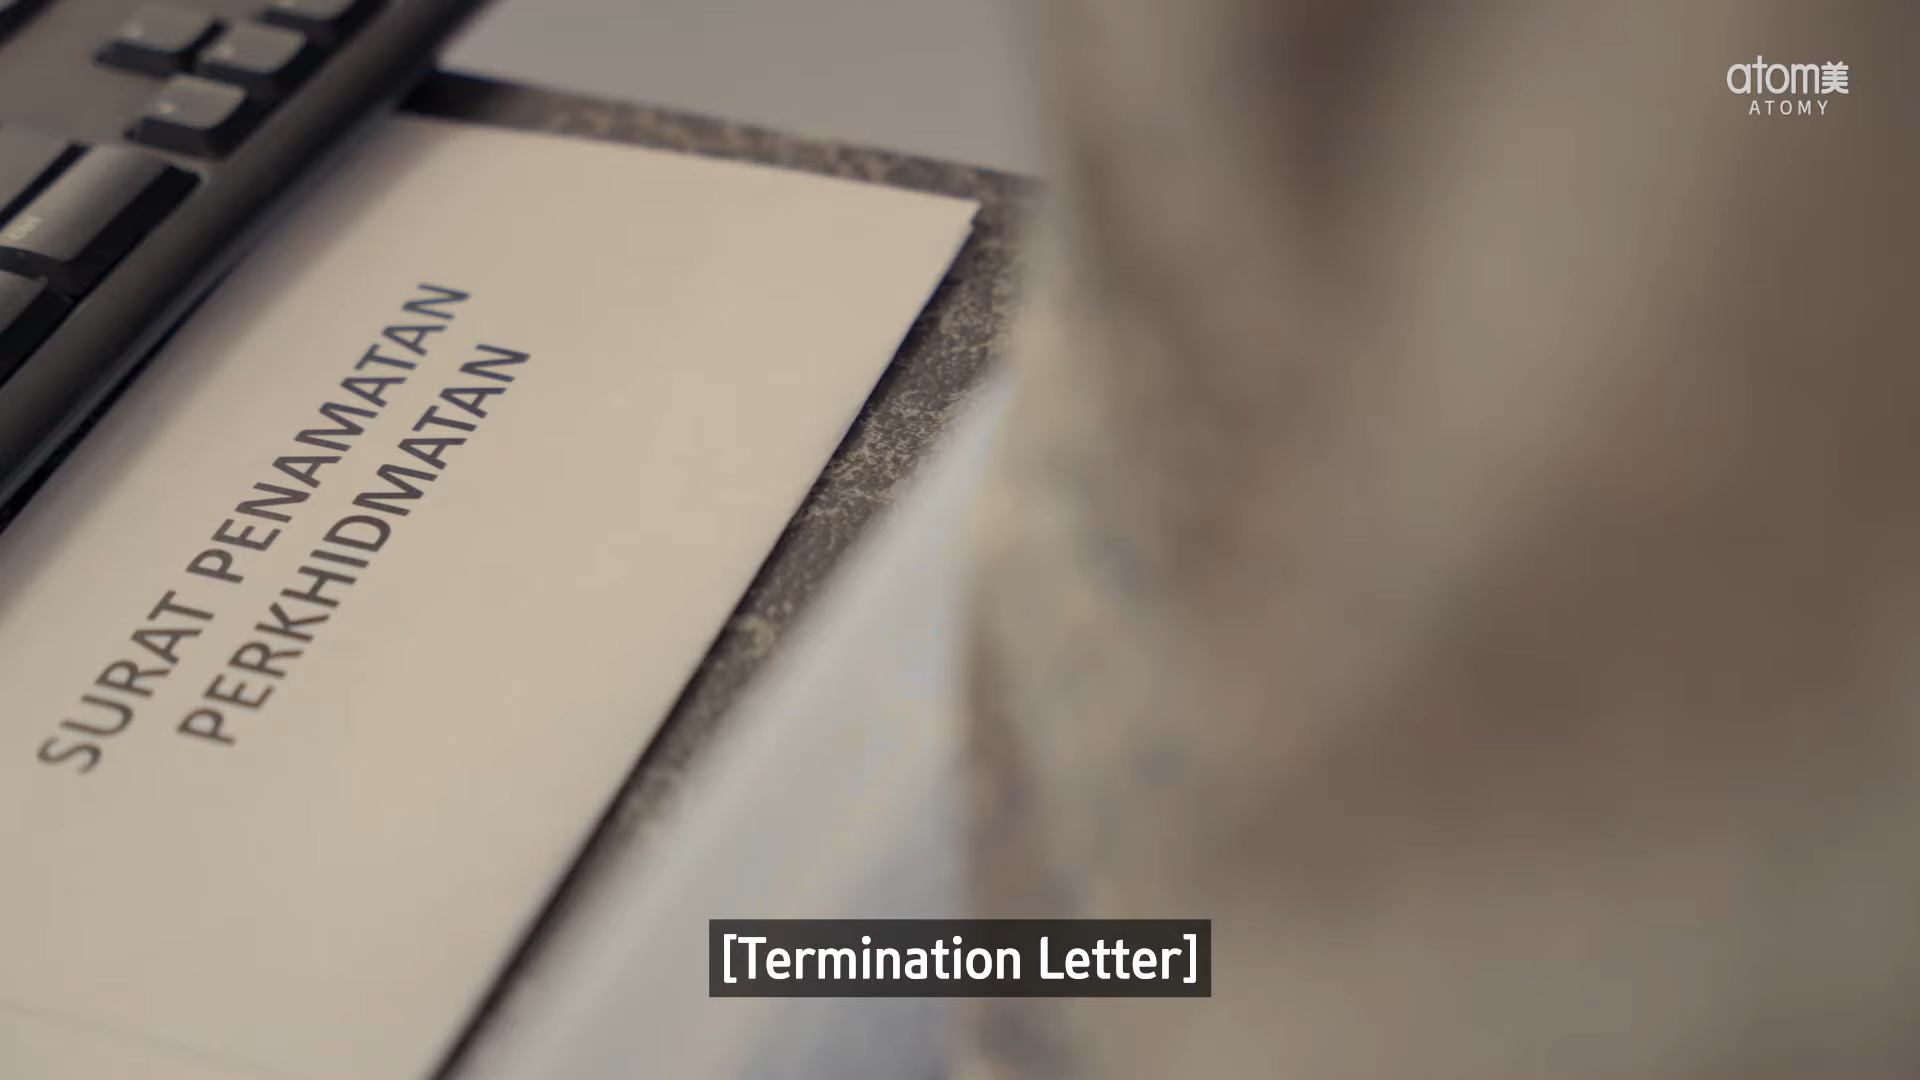 atom美
ATOMY
SURAT PENAMATAN
PERKHIDMATAN
[Termination Letter]